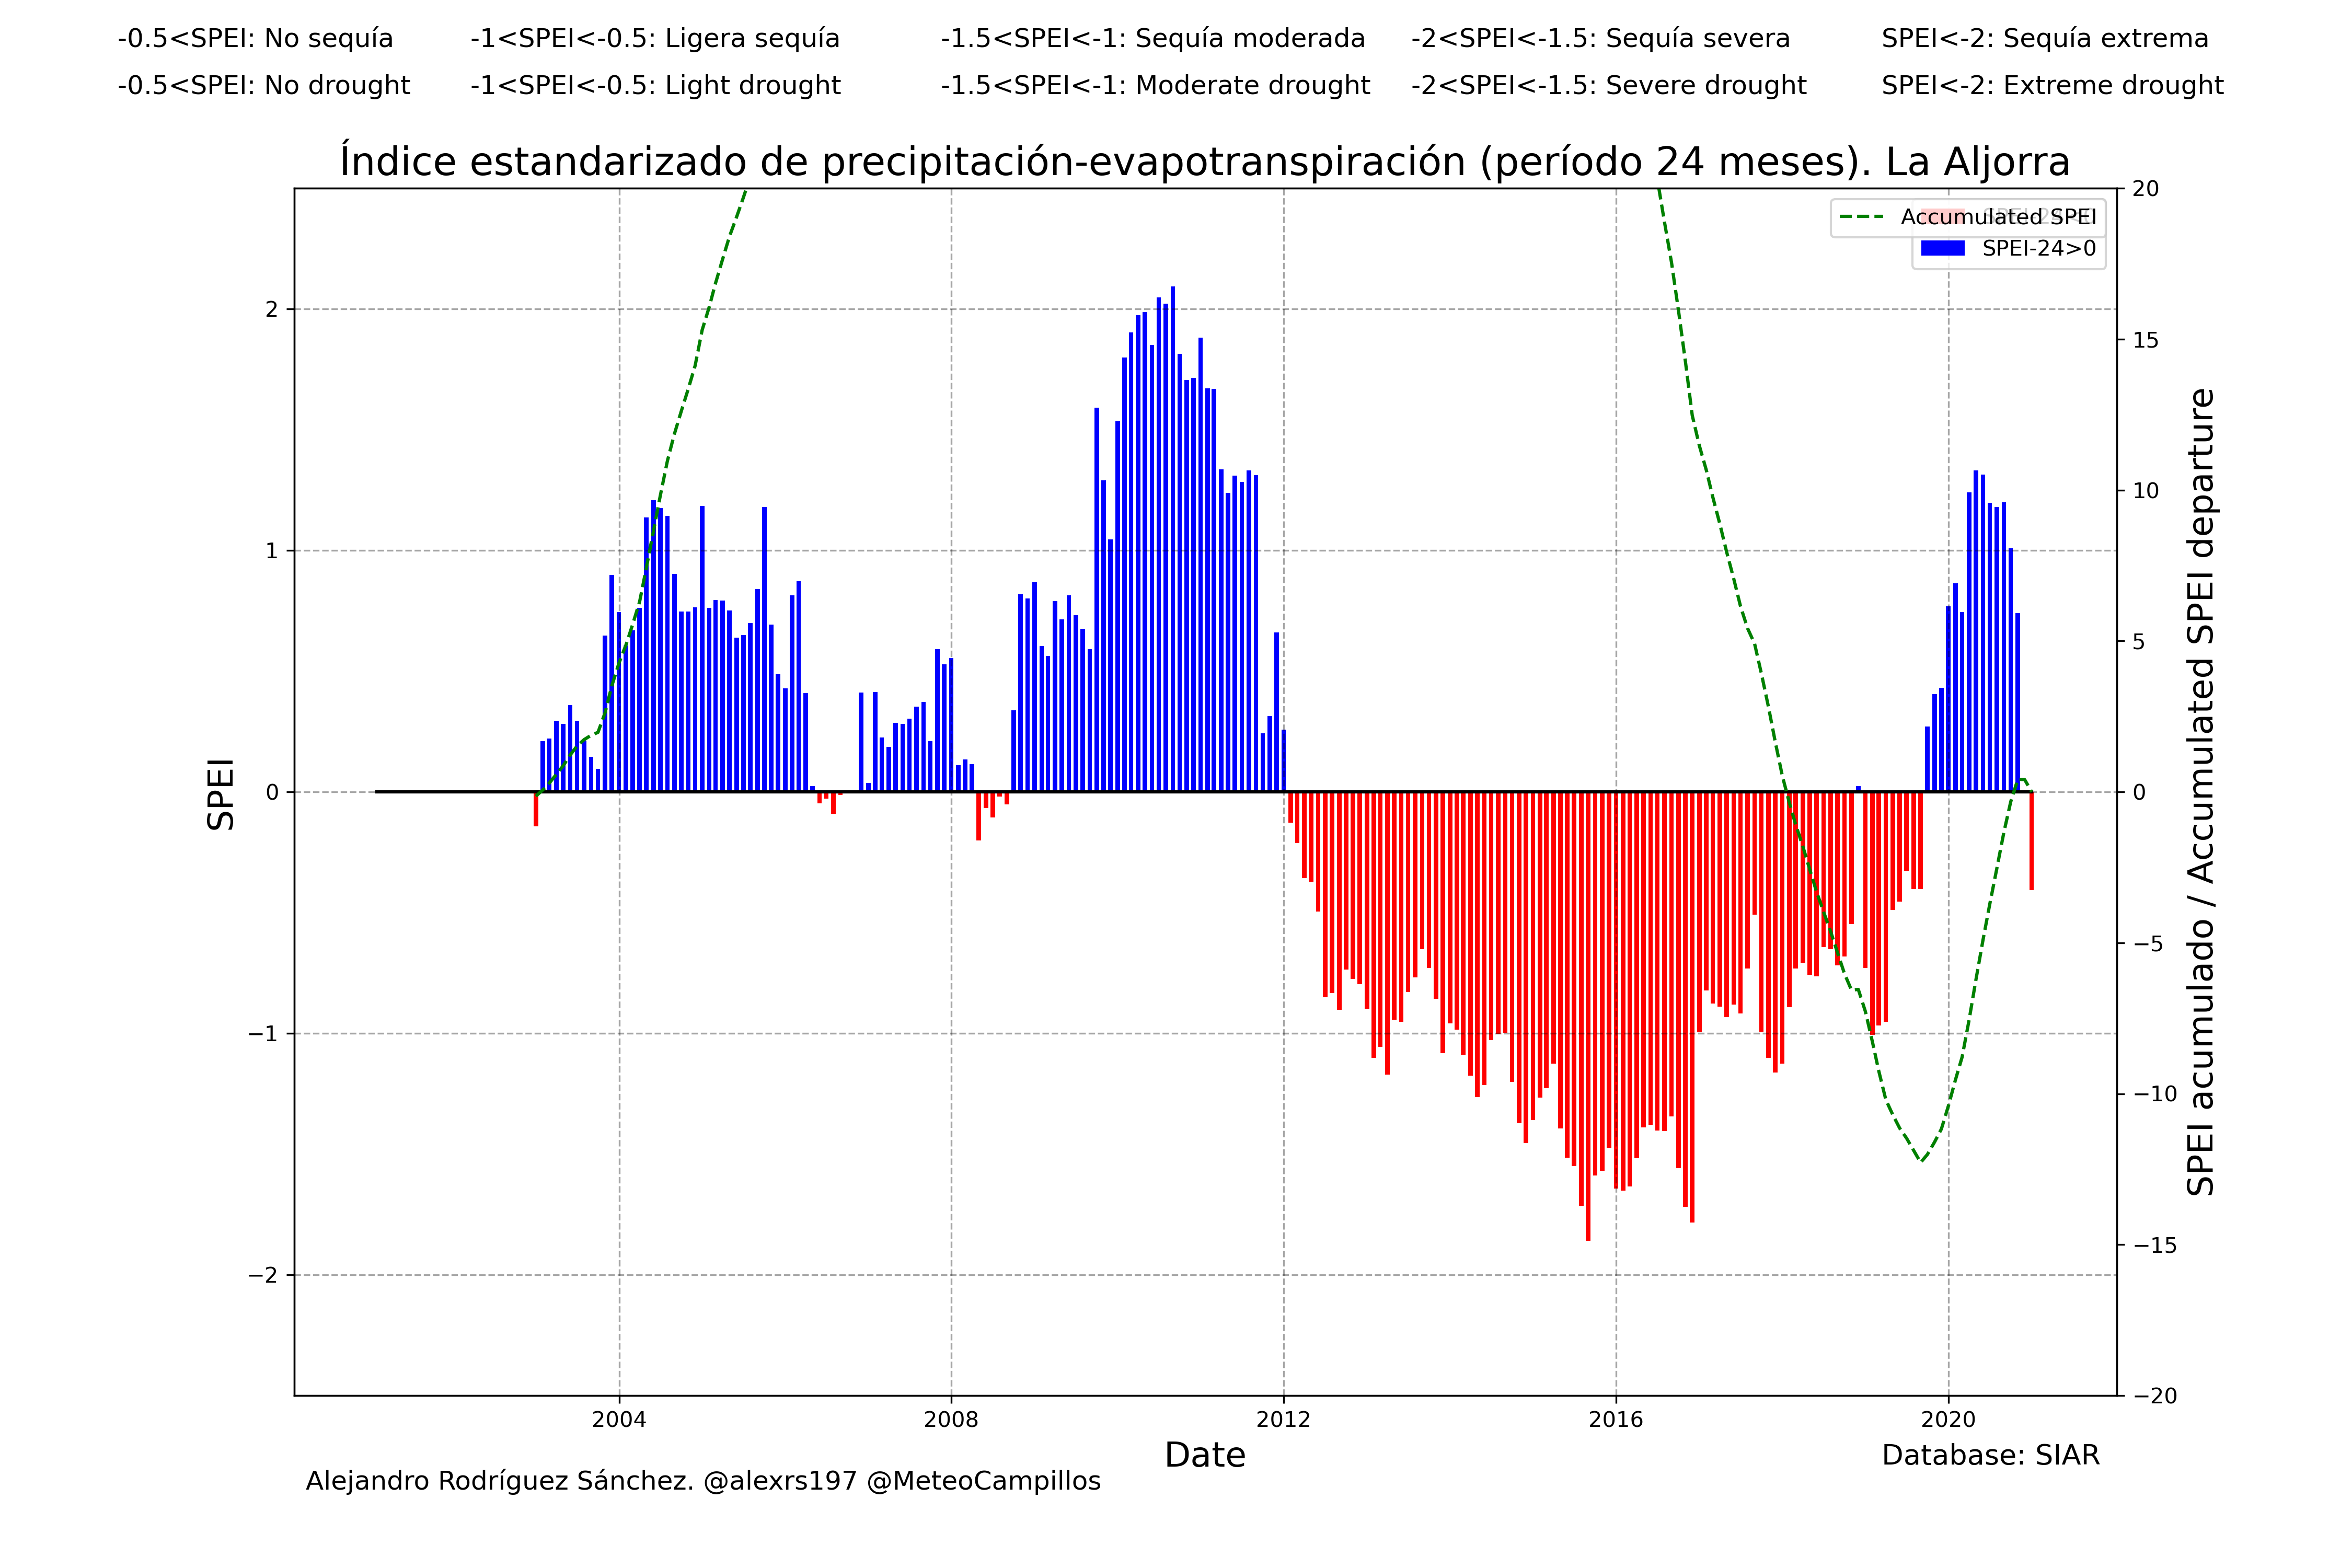 -0.5<SPEI: No sequía -1<SPEI<-0.5: Ligera sequía -1.5<SPEI<-1: Sequía moderada -2<SPEI<-1.5: Sequía severa SPEI<-2: Sequía extrema
-0.5<SPEI: No drought -1<SPEI<-0.5: Light drought -1.5<SPEI<-1: Moderate drought -2<SPEI<-1.5: Severe drought SPEI<-2: Extreme drought
Índice estandarizado de precipitación-evapotranspiración (período 24 meses). La Aljorra
Accumulated SPEI
SPEI-24>0
SPEI
2
1
0
−1
−2
20
15
10
5
0
−5
−10
−15
−20
SPEI acumulado / Accumulated SPEI departure
2004 2008 2012 2016 2020
Date
Database: SIAR
Alejandro Rodríguez Sánchez. @alexrs197 @MeteoCampillos